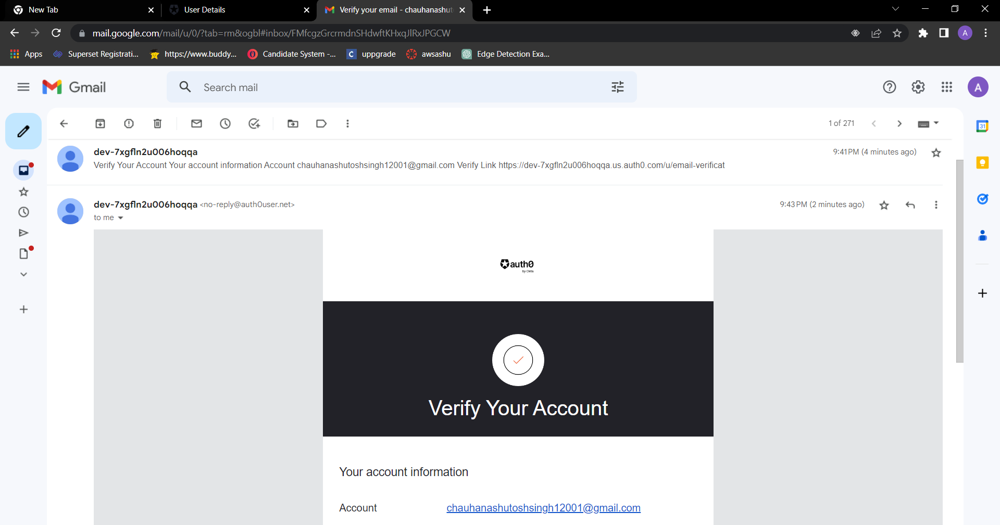 New Tab
User Details
Verify your email - chauhanashut
mail.google.com/mail/u/0/?tab=rm&ogbl#inbox/FMfcgzGrcrmdnSHdwftKHxqJlRxJPGCW
A
Apps
Superset Registrati...
https://www.buddy...
Candidate System -...
C
uppgrade
awsashu
Edge Detection Exa...
Gmail
Search mail
A
1 of 271
31
dev-7xgfln2u006hoqqa
9:41 PM (4 minutes ago)
Verify Your Account Your account information Account chauhanashutoshsingh12001@gmail.com Verify Link https://dev-7xgfln2u006hoqqa.us.auth0.com/u/email-verificat
dev-7xgfln2u006hoqqa <no-reply@auth0user.net>
9:43 PM (2 minutes ago)
to me
auth0
by Okta
Verify Your Account
Your account information
Account
chauhanashutoshsingh12001@gmail.com